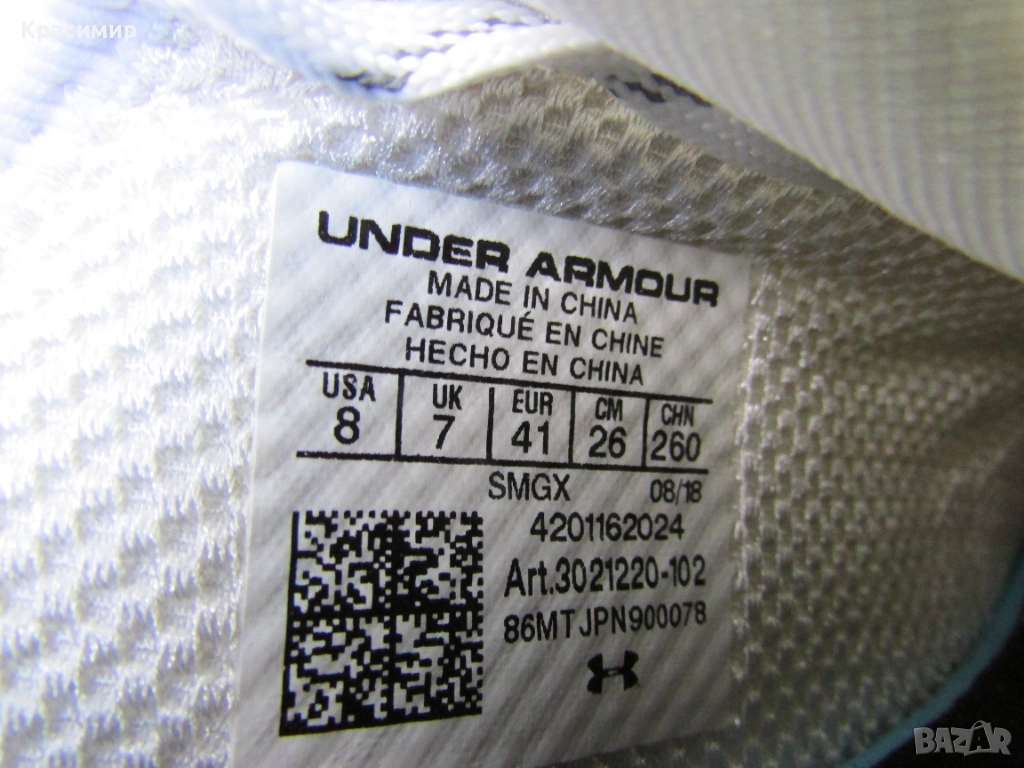 Красимир
UNDER ARMOUR
MADE IN CHINA
FABRIQUÉ EN CHINE
HECHO EN CHINA
USA UK EUR CM CHN
8 7 41 26 260
SMGX 08/18
4201162024
Art.3021220-102
86MTJPN900078
BAZAR